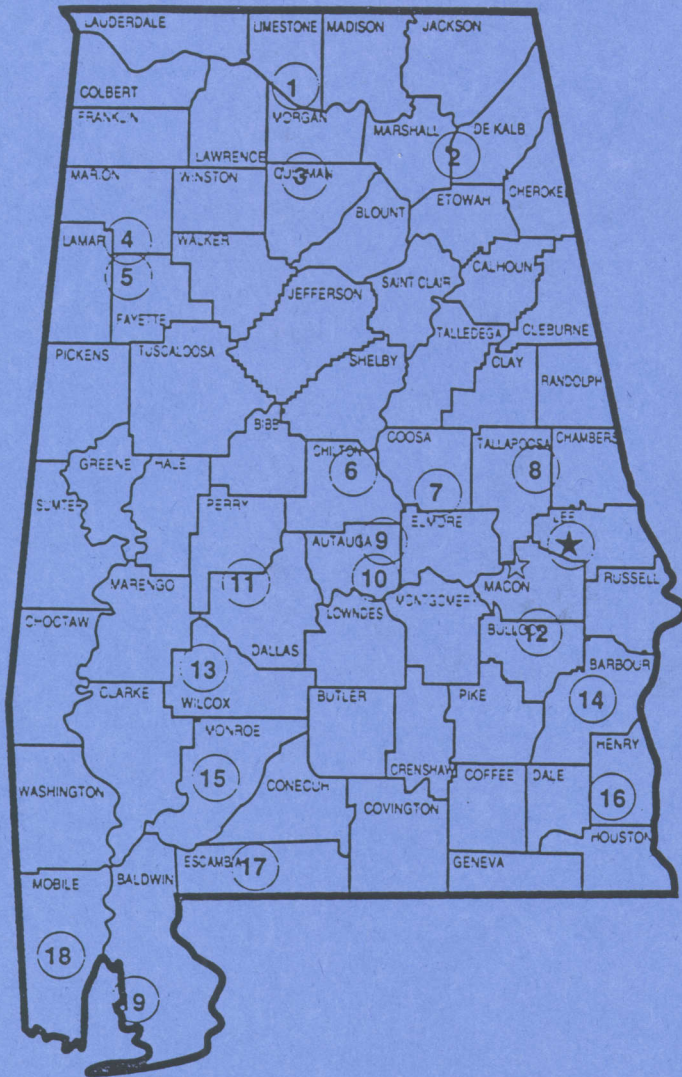 LAUDERDALE
LIMESTONE
MADISON
JACKSON
COLBERT
1
FRANKLIN
LAWRENCE
MORGAN
MARSHALL
DE KALB
2
MARION
WINSTON
CULLMAN
3
BLOUNT
ETOWAH
CHEROKEE
LAMAR
4
WALKER
5
FAYETTE
JEFFERSON
SAINT CLAIR
CALHOUN
TALLEDEGA
CLEBURNE
PICKENS
TUSCALOOSA
SHELBY
CLAY
RANDOLPH
BIBB
CHILTON
COOSA
TALLAPOOSA
CHAMBERS
GREENE
HALE
6
7
8
SUMTER
PERRY
AUTAUGA
9
ELMORE
LEE
★
MARENGO
11
10
MACON
☆
RUSSELL
CHOCTAW
LOWNDES
MONTGOMERY
DALLAS
BULLOCK
12
BARBOUR
13
CLARKE
WILCOX
BUTLER
PIKE
14
MONROE
CRENSHAW
HENRY
15
CONECUH
COFFEE
DALE
WASHINGTON
COVINGTON
16
HOUSTON
ESCAMBIA
17
GENEVA
MOBILE
BALDWIN
18
19